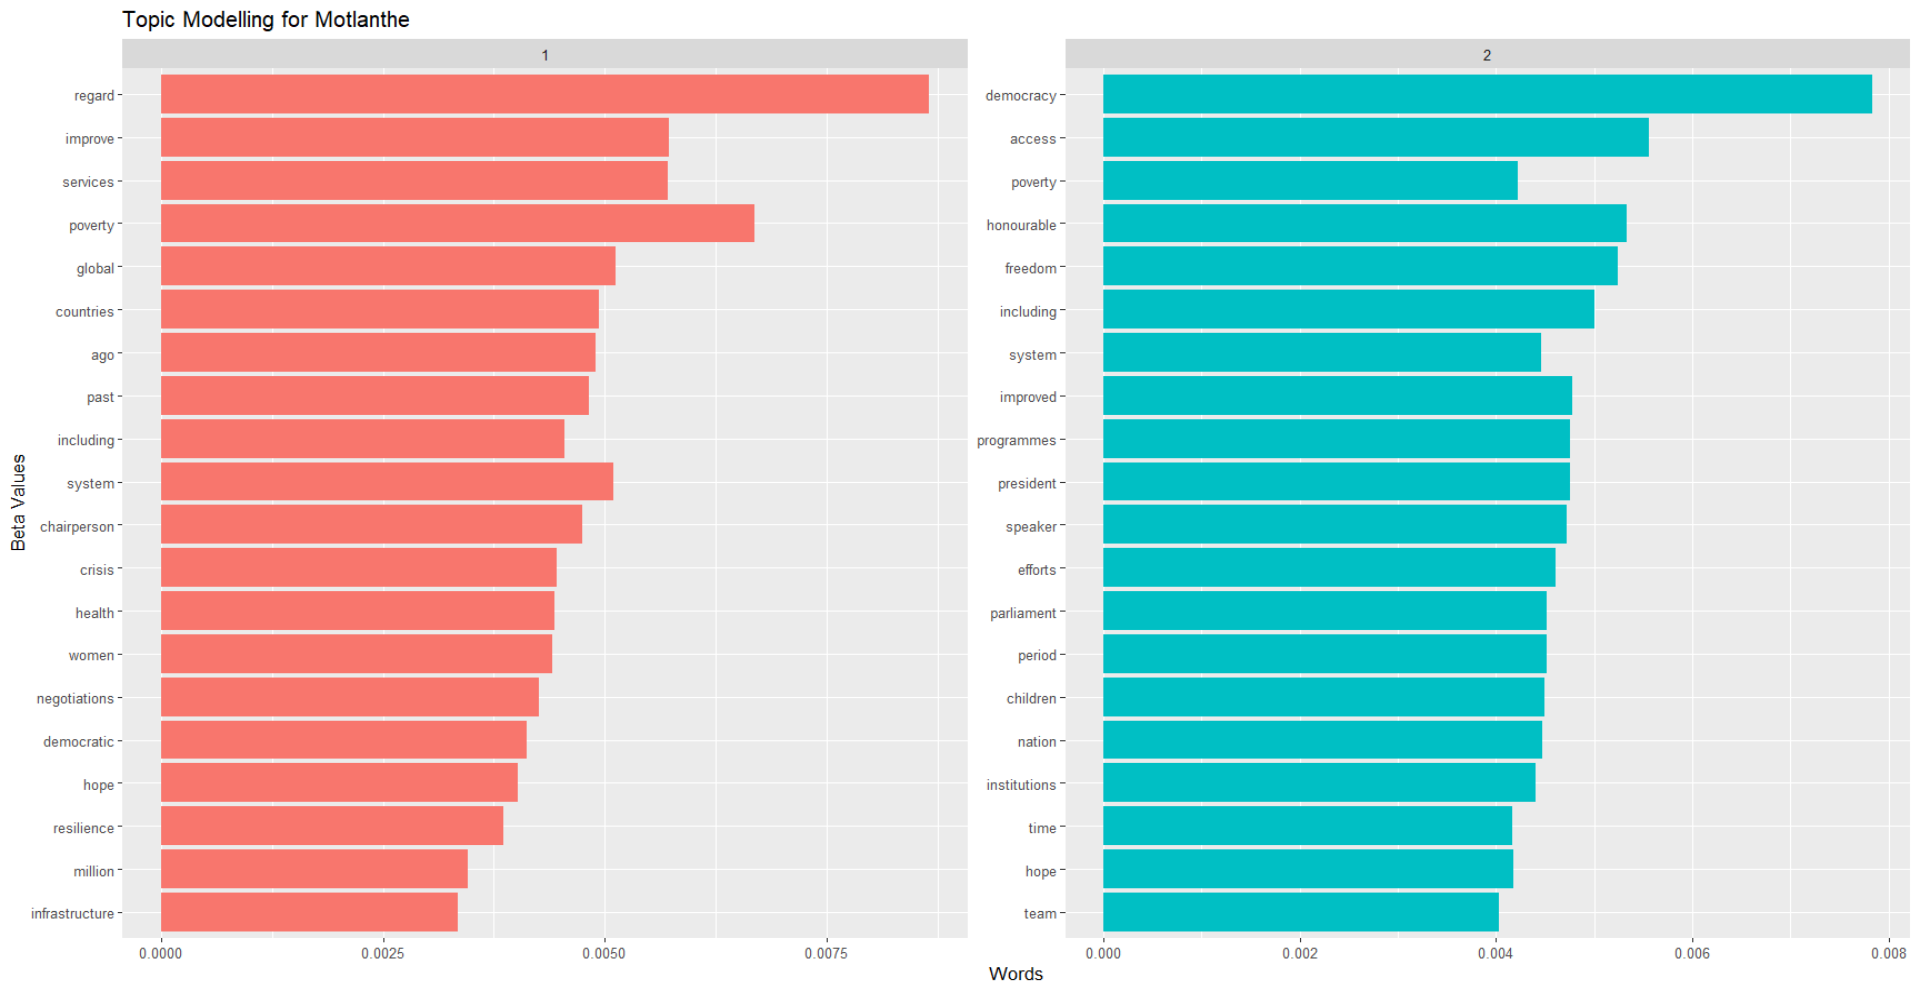 Topic Modelling for Motlanthe
1
regard
improve
services
poverty
global
countries
ago
past
including
system
chairperson
crisis
health
women
negotiations
democratic
hope
resilience
million
infrastructure
0.0000 0.0025 0.0050 0.0075
2
democracy
access
poverty
honourable
freedom
including
system
improved
programmes
president
speaker
efforts
parliament
period
children
nation
institutions
time
hope
team
0.000 0.002 0.004 0.006 0.008
Beta Values
Words